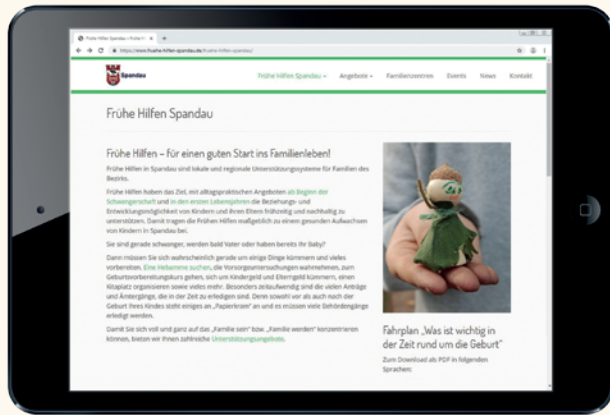 Frühe Hilfen Spandau – Frühe H
https://www.fruehe-hilfen-spandau.de/fruehe-hilfen-spandau/
Spandau
Frühe Hilfen Spandau
Angebote
Familienzentren
Events
News
Kontakt
Frühe Hilfen Spandau
Frühe Hilfen – für einen guten Start ins Familienleben!
Frühe Hilfen in Spandau sind lokale und regionale Unterstützungssysteme für Familien des
Bezirks.
Frühe Hilfen haben das Ziel, mit alltagspraktischen Angeboten ab Beginn der
Schwangerschaft und in den ersten Lebensjahren die Beziehungs- und
Entwicklungsmöglichkeit von Kindern und ihren Eltern frühzeitig und nachhaltig zu
unterstützen. Damit tragen die Frühen Hilfen maßgeblich zu einem gesunden Aufwachsen
von Kindern in Spandau bei.
Sie sind gerade schwanger, werden bald Vater oder haben bereits ihr Baby?
Dann müssen Sie sich wahrscheinlich gerade um einige Dinge kümmern und vieles
vorbereiten. Eine Hebamme suchen, die Vorsorgeuntersuchungen wahrnehmen, zum
Geburtsvorbereitungskurs gehen, sich um Kindergeld und Elterngeld kümmern, einen
Kitaplatz organisieren sowie vieles mehr. Besonders zeitaufwendig sind die vielen Anträge
und Ämtergänge, die in der Zeit zu erledigen sind. Denn sowohl vor als auch nach der
Geburt Ihres Kindes steht einiges an „Papierkram“ an und es müssen viele Behördengänge
erledigt werden.
Damit Sie sich voll und ganz auf das „Familie sein“ bzw. „Familie werden“ konzentrieren
können, bieten wir Ihnen zahlreiche Unterstützungsangebote.
Fahrplan „Was ist wichtig in
der Zeit rund um die Geburt“
Zum Download als PDF in folgenden
Sprachen: